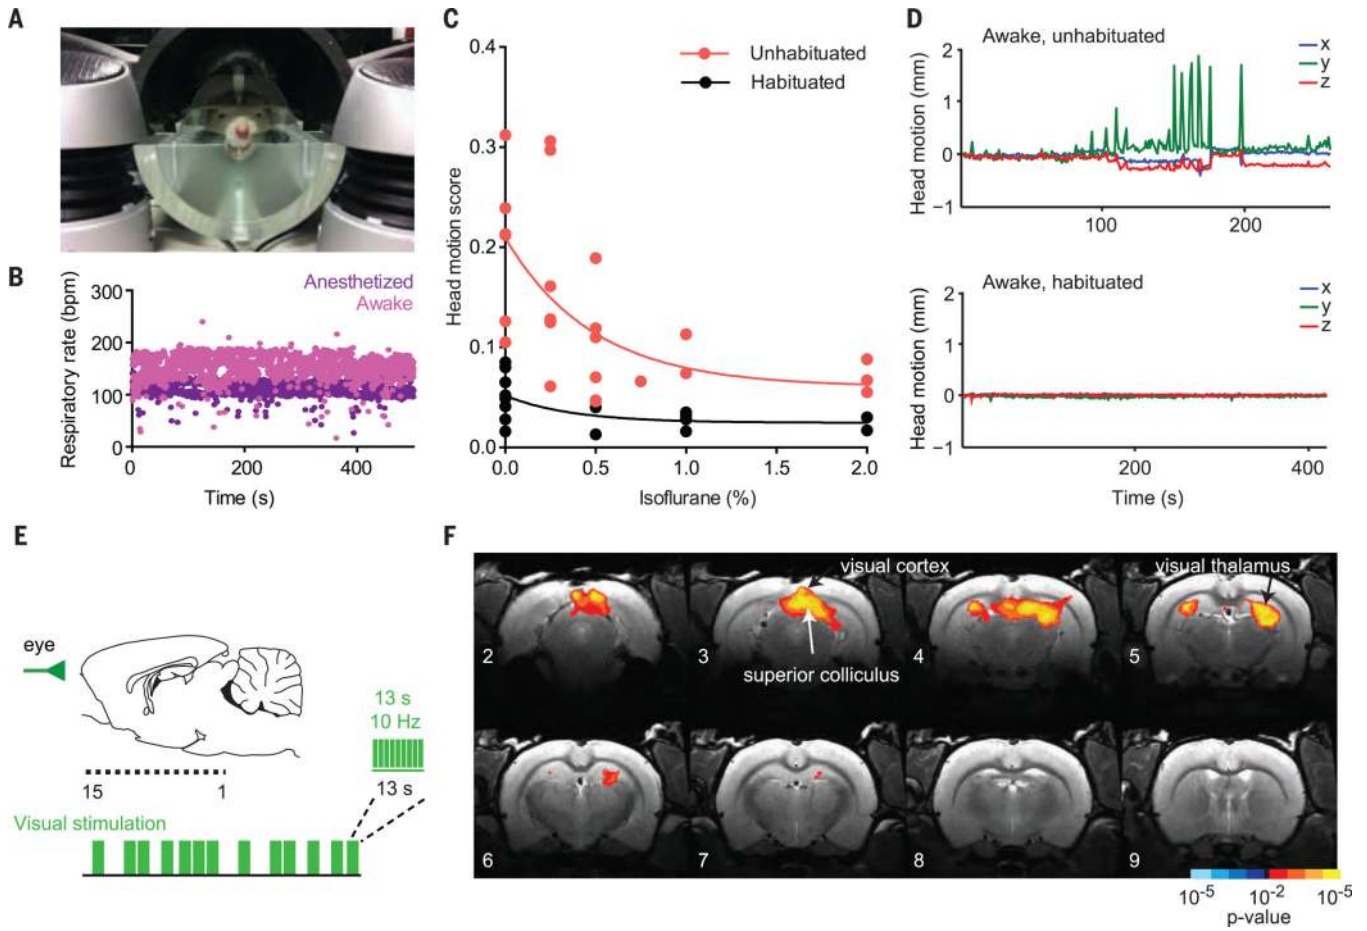 A
B
Respiratory rate (bpm)
300
200
100
0
Anesthetized
Awake
0 200 400
Time (s)
C
Head motion score
0.4
0.3
0.2
0.1
0.0
Unhabituated
Habituated
0.0 0.5 1.0 1.5 2.0
Isoflurane (%)
D
Awake, unhabituated
x
y
z
Head motion (mm)
2
1
0
−1
100 200
Awake, habituated
x
y
z
Head motion (mm)
2
1
0
−1
200 400
Time (s)
E
eye
15 1
13 s
10 Hz
13 s
Visual stimulation
F
visual cortex
visual thalamus
superior colliculus
2 3 4 5
6 7 8 9
10⁻⁵ 10⁻² 10⁻⁵
p-value